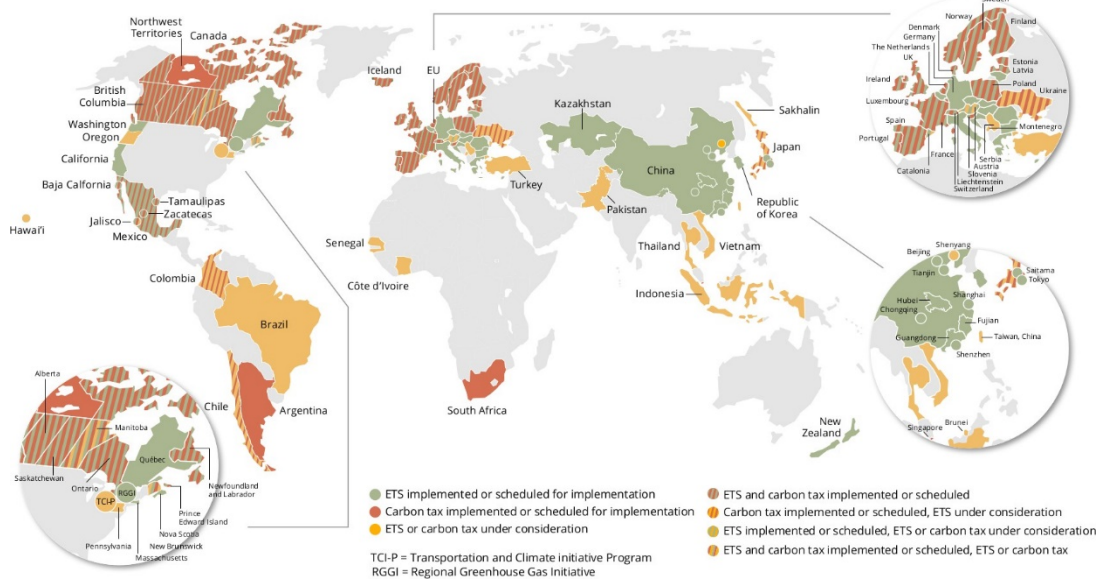 Northwest
Territories
Canada
British
Columbia
Washington
Oregon
California
Baja Calfornia
Tamaulipas
Zacatecas
Jalisco
Mexico
Hawai'i
Iceland
EU
Kazakhstan
China
Sakhalin
Japan
Republic
of Korea
Turkey
Pakistan
Thailand
Vietnam
Indonesia
Senegal
Côte d'Ivoire
Colombia
Brazil
Chile
Argentina
South Africa
New
Zealand
Sweden
Norway
Finland
Denmark
Germany
The Netherlands
UK
Ireland
Estonia
Latvia
Poland
Ukraine
Luxembourg
Spain
Portugal
Catalonia
France
Montenegro
Serbia
Austria
Slovenia
Liechtenstein
Switzerland
Beijing
Shenyang
Tianjin
Saitama
Tokyo
Hubei
Chongqing
Shanghai
Fujian
Guangdong
Taiwan, China
Shenzhen
Singapore
Brunei
Alberta
Manitoba
Québec
Saskatchewan
Ontario
TCI-P
RGGI
Newfoundland
and Labrador
Prince
Edward Island
Nova Scoba
New Brunswick
Massachusetts
Pennsylvania
ETS implemented or scheduled for implementation
Carbon tax implemented or scheduled for implementation
ETS or carbon tax under consideration
TCI-P = Transportation and Climate initiative Program
RGGI = Regional Greenhouse Gas Initiative
ETS and carbon tax implemented or scheduled
Carbon tax implemented or scheduled, ETS under consideration
ETS implemented or scheduled, ETS or carbon tax under consideration
ETS and carbon tax implemented or scheduled, ETS or carbon tax